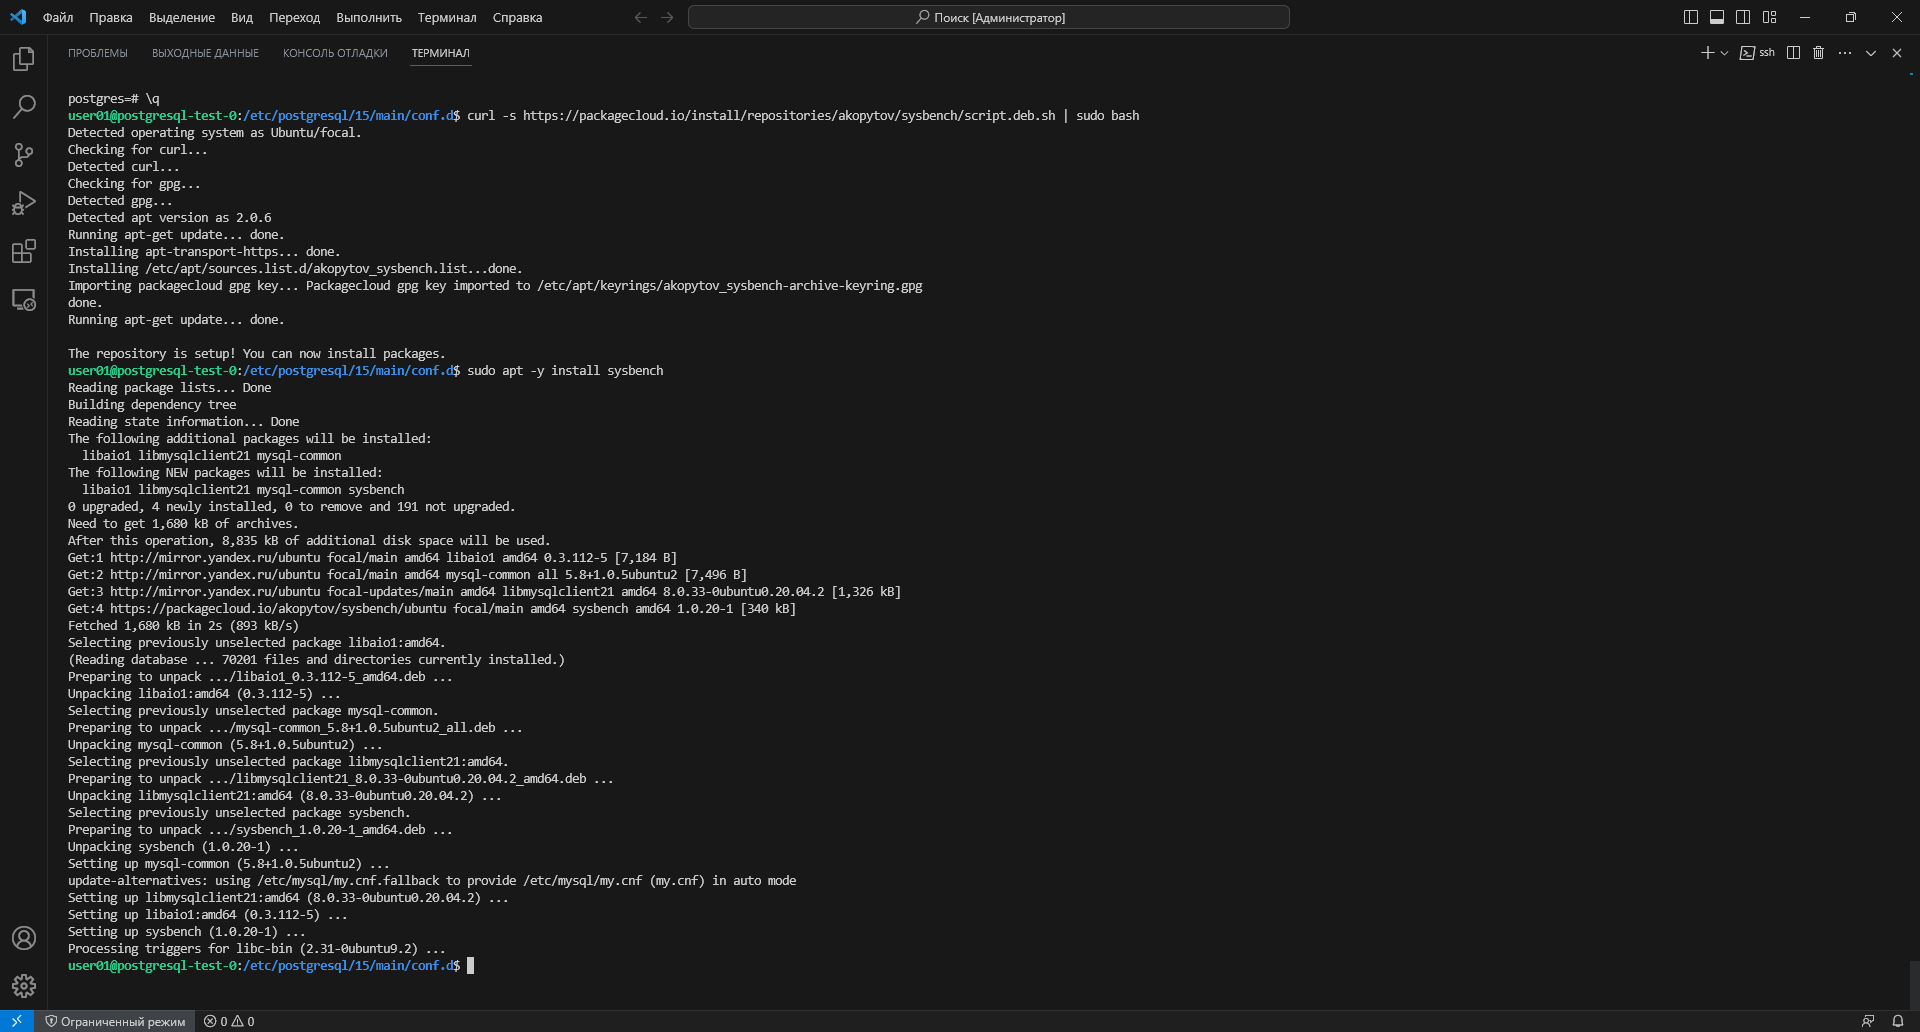 Файл Правка Выделение Вид Переход Выполнить Терминал Справка
Поиск [Администратор]
ПРОБЛЕМЫ ВЫХОДНЫЕ ДАННЫЕ КОНСОЛЬ ОТЛАДКИ ТЕРМИНАЛ
ssh
postgres=# \q
user01@postgresql-test-0:/etc/postgresql/15/main/conf.d$ curl -s https://packagecloud.io/install/repositories/akopytov/sysbench/script.deb.sh | sudo bash
Detected operating system as Ubuntu/focal.
Checking for curl...
Detected curl...
Checking for gpg...
Detected gpg...
Detected apt version as 2.0.6
Running apt-get update... done.
Installing apt-transport-https... done.
Installing /etc/apt/sources.list.d/akopytov_sysbench.list...done.
Importing packagecloud gpg key... Packagecloud gpg key imported to /etc/apt/keyrings/akopytov_sysbench-archive-keyring.gpg
done.
Running apt-get update... done.
The repository is setup! You can now install packages.
user01@postgresql-test-0:/etc/postgresql/15/main/conf.d$ sudo apt -y install sysbench
Reading package lists... Done
Building dependency tree
Reading state information... Done
The following additional packages will be installed:
libaio1 libmysqlclient21 mysql-common
The following NEW packages will be installed:
libaio1 libmysqlclient21 mysql-common sysbench
0 upgraded, 4 newly installed, 0 to remove and 191 not upgraded.
Need to get 1,680 kB of archives.
After this operation, 8,835 kB of additional disk space will be used.
Get:1 http://mirror.yandex.ru/ubuntu focal/main amd64 libaio1 amd64 0.3.112-5 [7,184 B]
Get:2 http://mirror.yandex.ru/ubuntu focal/main amd64 mysql-common all 5.8+1.0.5ubuntu2 [7,496 B]
Get:3 http://mirror.yandex.ru/ubuntu focal-updates/main amd64 libmysqlclient21 amd64 8.0.33-0ubuntu0.20.04.2 [1,326 kB]
Get:4 https://packagecloud.io/akopytov/sysbench/ubuntu focal/main amd64 sysbench amd64 1.0.20-1 [340 kB]
Fetched 1,680 kB in 2s (893 kB/s)
Selecting previously unselected package libaio1:amd64.
(Reading database ... 70201 files and directories currently installed.)
Preparing to unpack .../libaio1_0.3.112-5_amd64.deb ...
Unpacking libaio1:amd64 (0.3.112-5) ...
Selecting previously unselected package mysql-common.
Preparing to unpack .../mysql-common_5.8+1.0.5ubuntu2_all.deb ...
Unpacking mysql-common (5.8+1.0.5ubuntu2) ...
Selecting previously unselected package libmysqlclient21:amd64.
Preparing to unpack .../libmysqlclient21_8.0.33-0ubuntu0.20.04.2_amd64.deb ...
Unpacking libmysqlclient21:amd64 (8.0.33-0ubuntu0.20.04.2) ...
Selecting previously unselected package sysbench.
Preparing to unpack .../sysbench_1.0.20-1_amd64.deb ...
Unpacking sysbench (1.0.20-1) ...
Setting up mysql-common (5.8+1.0.5ubuntu2) ...
update-alternatives: using /etc/mysql/my.cnf.fallback to provide /etc/mysql/my.cnf (my.cnf) in auto mode
Setting up libmysqlclient21:amd64 (8.0.33-0ubuntu0.20.04.2) ...
Setting up libaio1:amd64 (0.3.112-5) ...
Setting up sysbench (1.0.20-1) ...
Processing triggers for libc-bin (2.31-0ubuntu9.2) ...
user01@postgresql-test-0:/etc/postgresql/15/main/conf.d$
Ограниченный режим 0 0